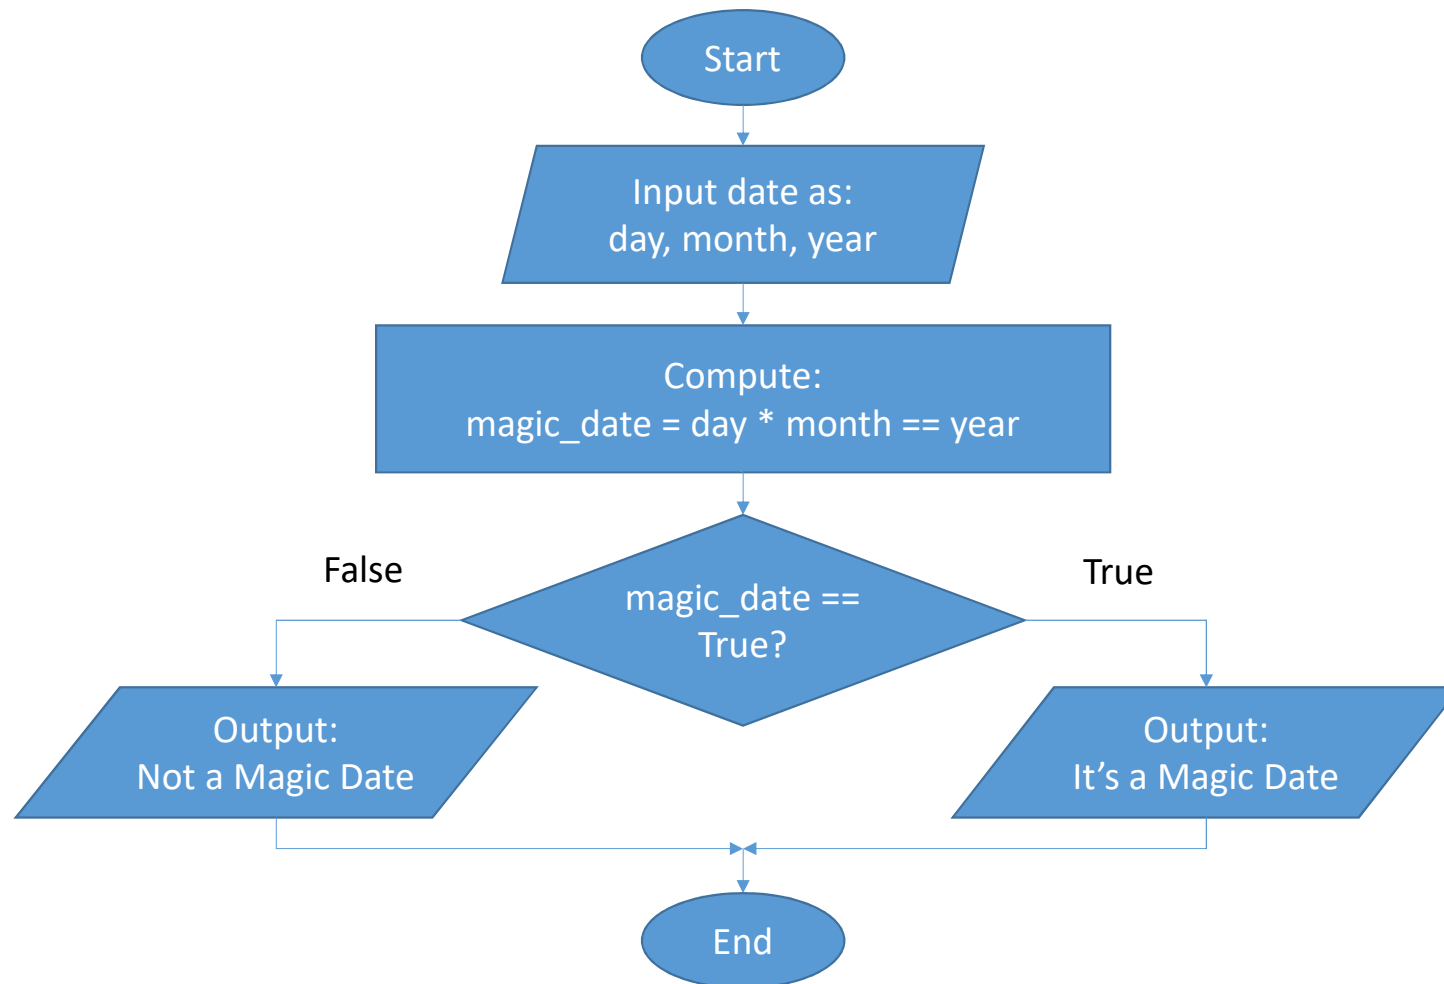 Start
Input date as:
day, month, year
Compute:
magic_date = day * month == year
False
True
magic_date ==
True?
Output:
Not a Magic Date
Output:
It’s a Magic Date
End